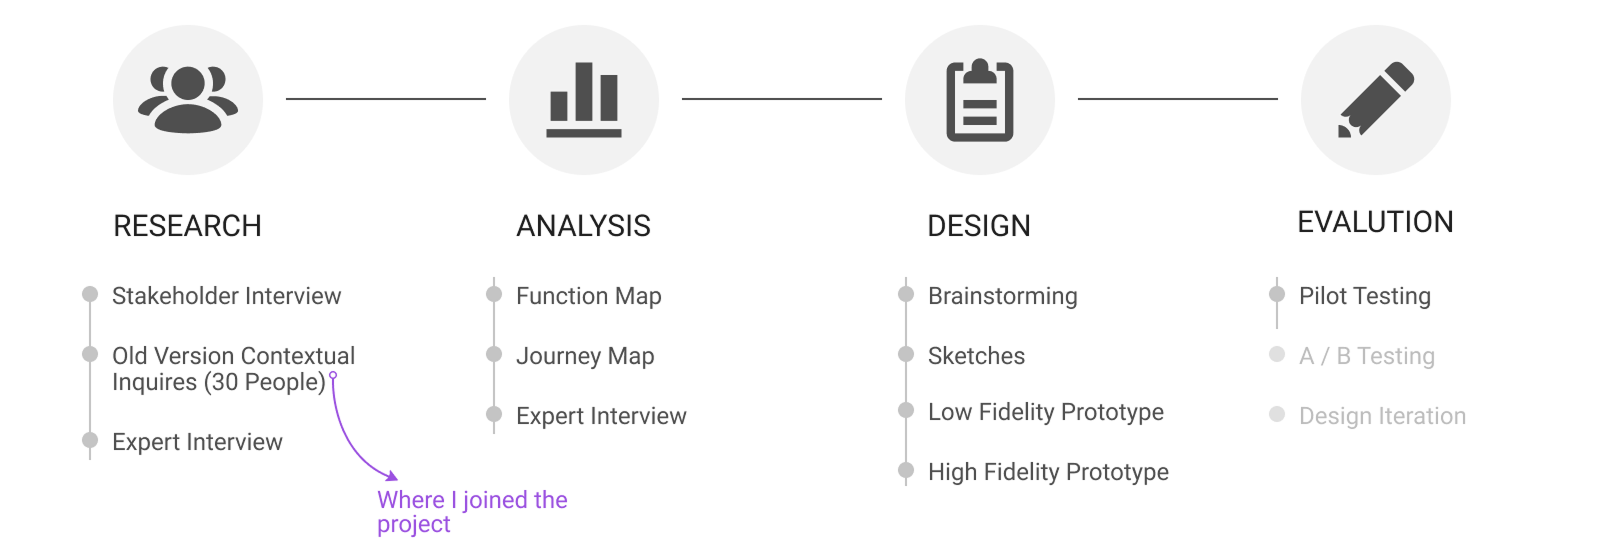 RESEARCH
Stakeholder Interview
Old Version Contextual
Inquires (30 People)
Expert Interview
Where I joined the
project
ANALYSIS
Function Map
Journey Map
Expert Interview
DESIGN
Brainstorming
Sketches
Low Fidelity Prototype
High Fidelity Prototype
EVALUTION
Pilot Testing
A / B Testing
Design Iteration